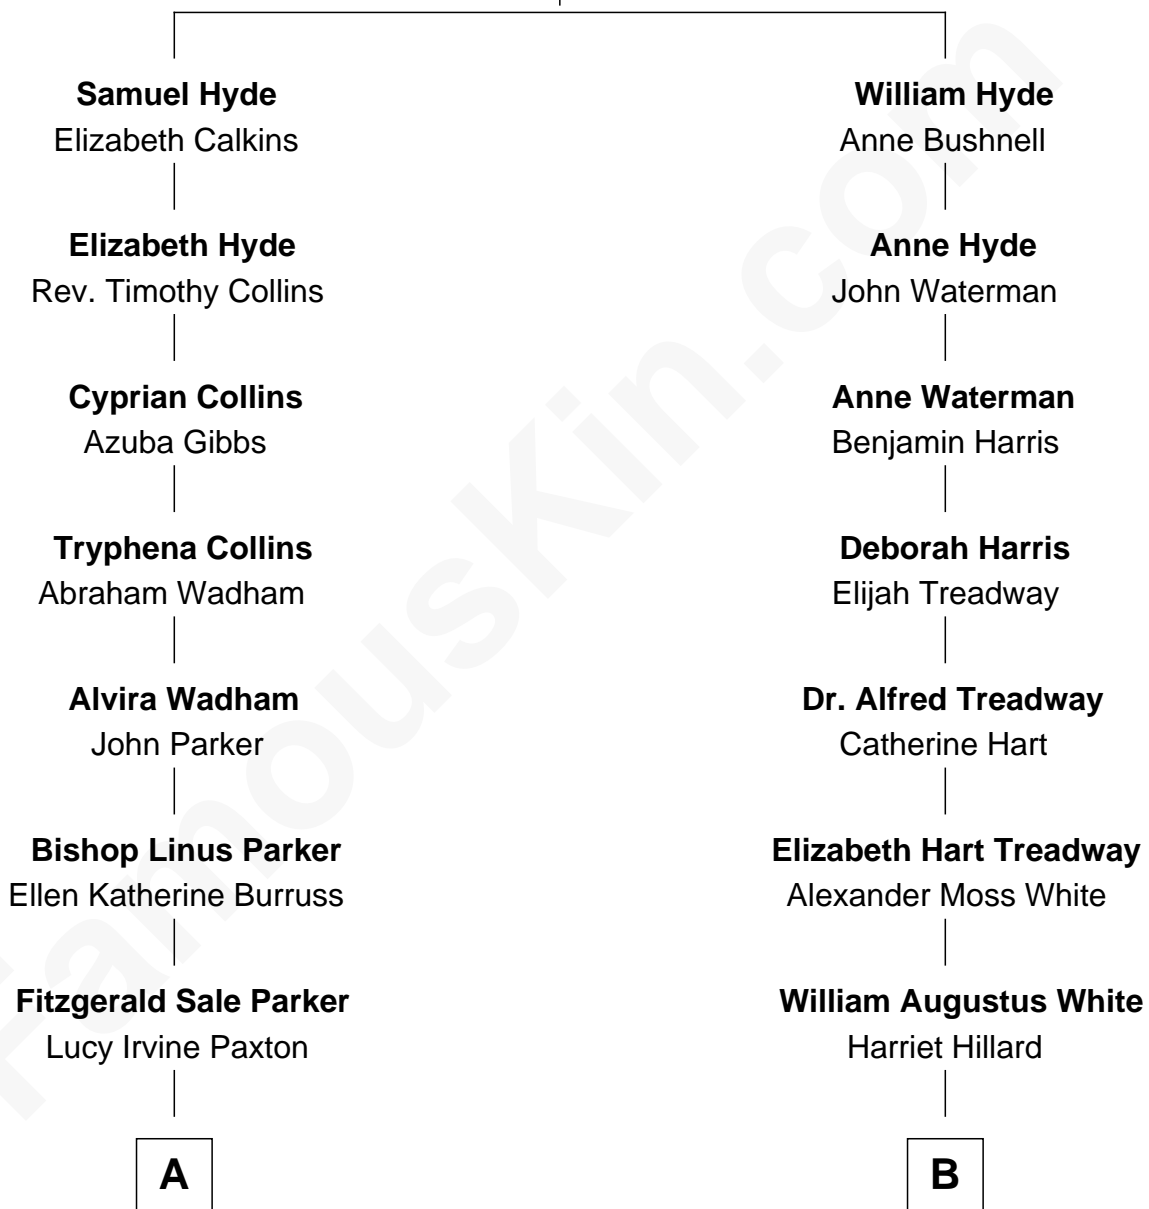 Samuel Hyde
Elizabeth Calkins
Elizabeth Hyde
Rev. Timothy Collins
Cyprian Collins
Azuba Gibbs
Tryphena Collins
Abraham Wadham
Alvira Wadham
John Parker
Bishop Linus Parker
Ellen Katherine Burruss
Fitzgerald Sale Parker
Lucy Irvine Paxton
A
William Hyde
Anne Bushnell
Anne Hyde
John Waterman
Anne Waterman
Benjamin Harris
Deborah Harris
Elijah Treadway
Dr. Alfred Treadway
Catherine Hart
Elizabeth Hart Treadway
Alexander Moss White
William Augustus White
Harriet Hillard
B
FamousKin.com